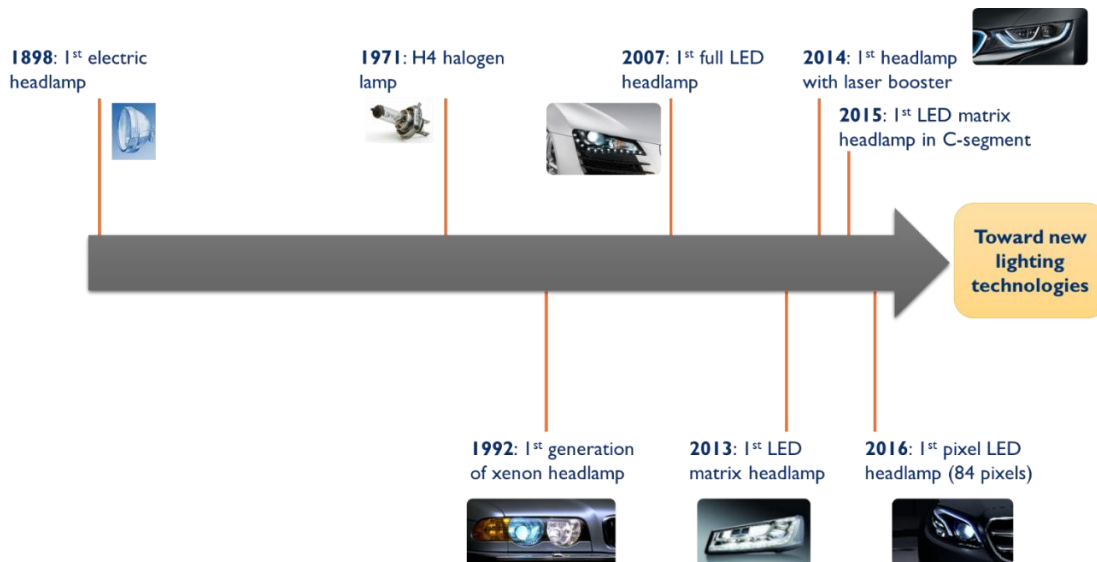 1898: 1st electric
headlamp
1971: H4 halogen
lamp
2007: 1st full LED
headlamp
2014: 1st headlamp
with laser booster
2015: 1st LED matrix
headlamp in C-segment
Toward new
lighting
technologies
1992: 1st generation
of xenon headlamp
2013: 1st LED
matrix headlamp
2016: 1st pixel LED
headlamp (84 pixels)